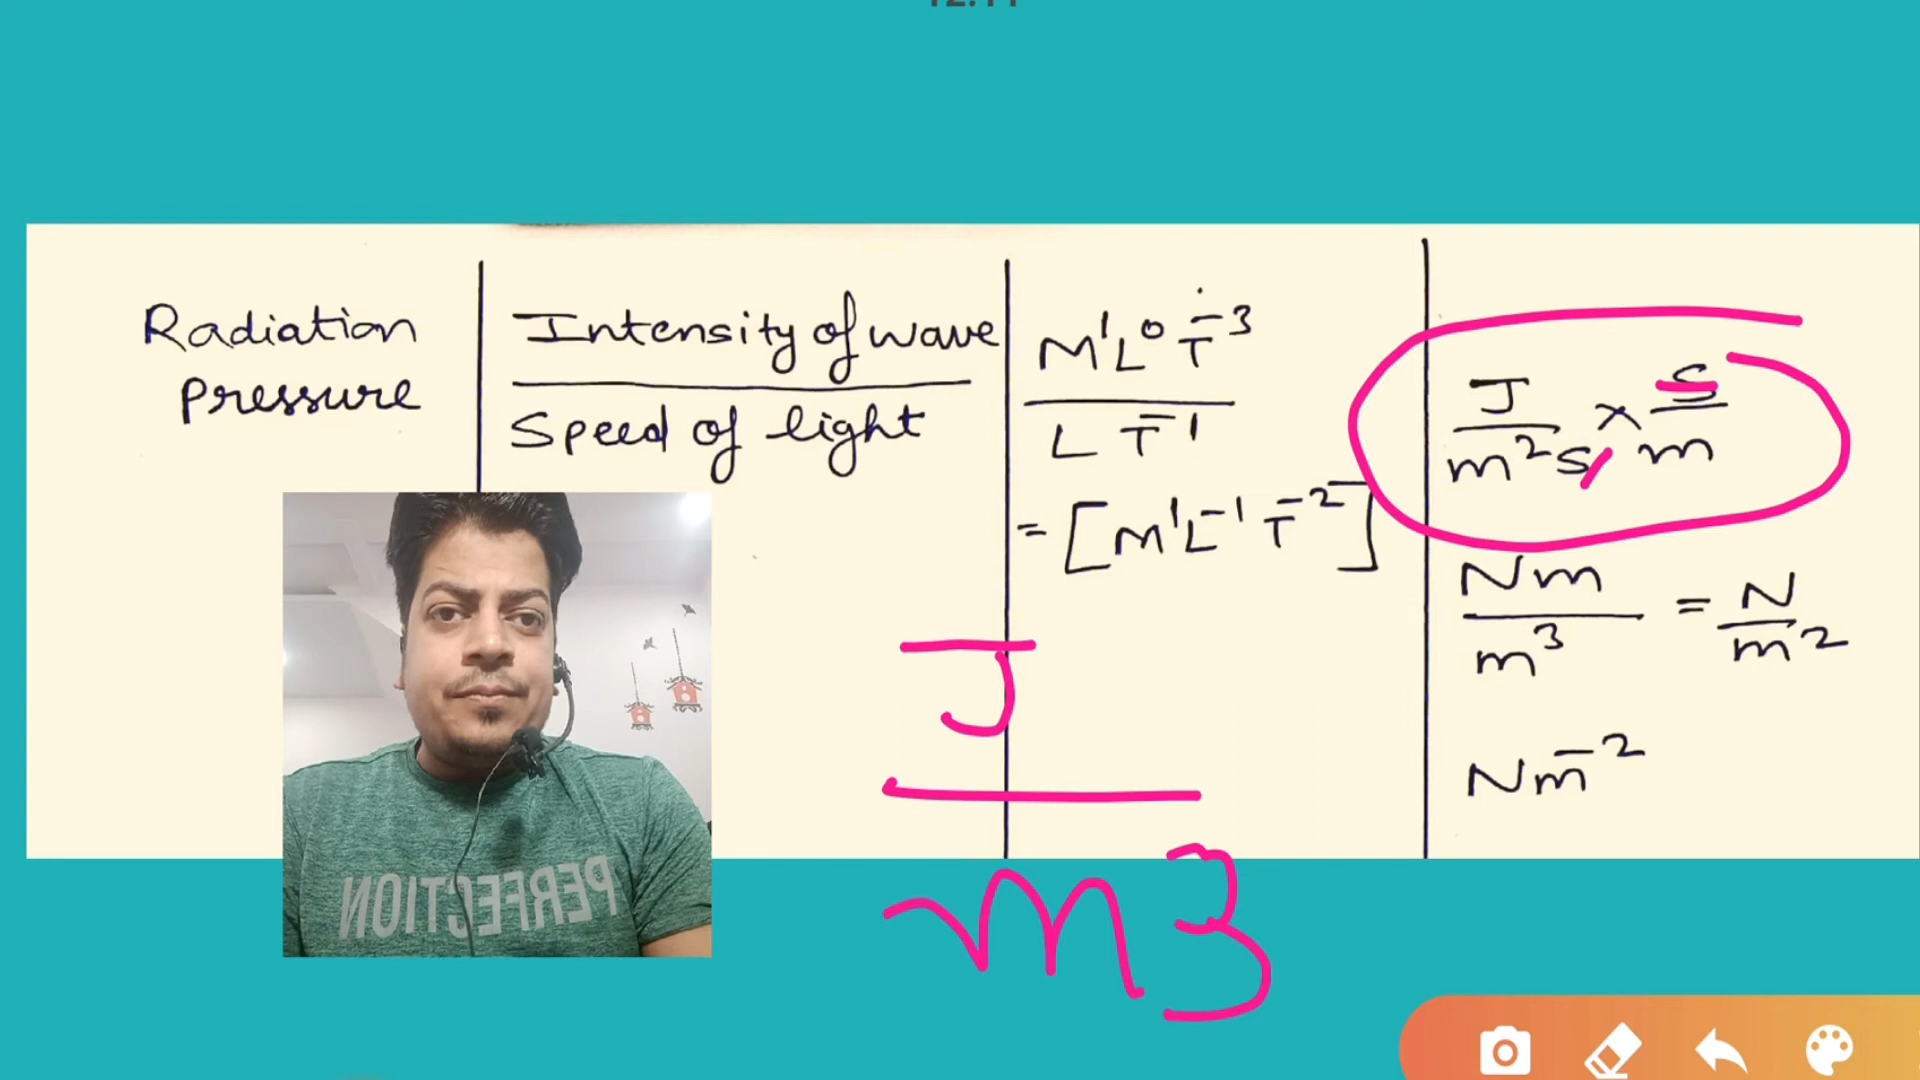 Radiation
Pressure
Intensity of wave
Speed of light
M¹L⁰T⁻³
LT⁻¹
= [M¹L⁻¹T⁻²]
J
m²s
×
S
m
Nm
m³
=
N
m²
Nm⁻²
J
m3
PERFECTION